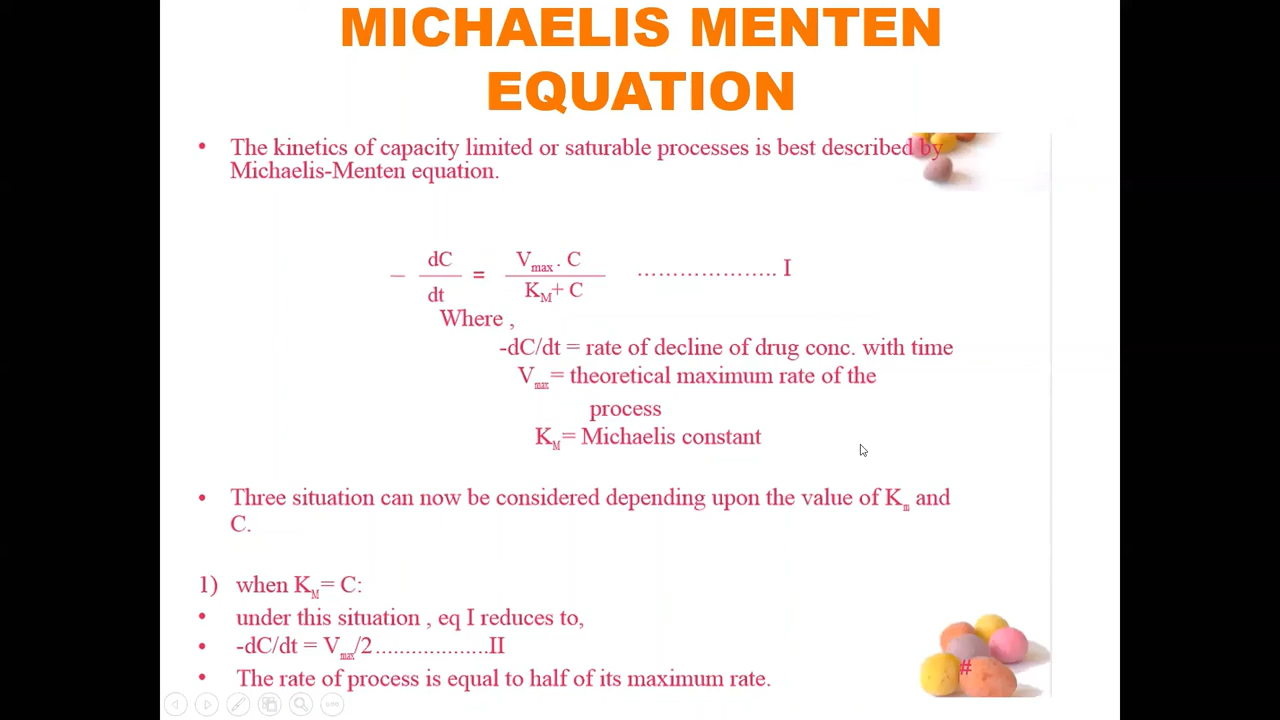 MICHAELIS MENTEN
EQUATION
• The kinetics of capacity limited or saturable processes is best described by
Michaelis-Menten equation.
− dC/dt = Vmax . C / KM+ C ……………….. I
Where ,
-dC/dt = rate of decline of drug conc. with time
Vmax= theoretical maximum rate of the
process
KM= Michaelis constant
• Three situation can now be considered depending upon the value of Km and
C.
1) when KM= C:
• under this situation , eq I reduces to,
• -dC/dt = Vmax/2...................II
• The rate of process is equal to half of its maximum rate.
#